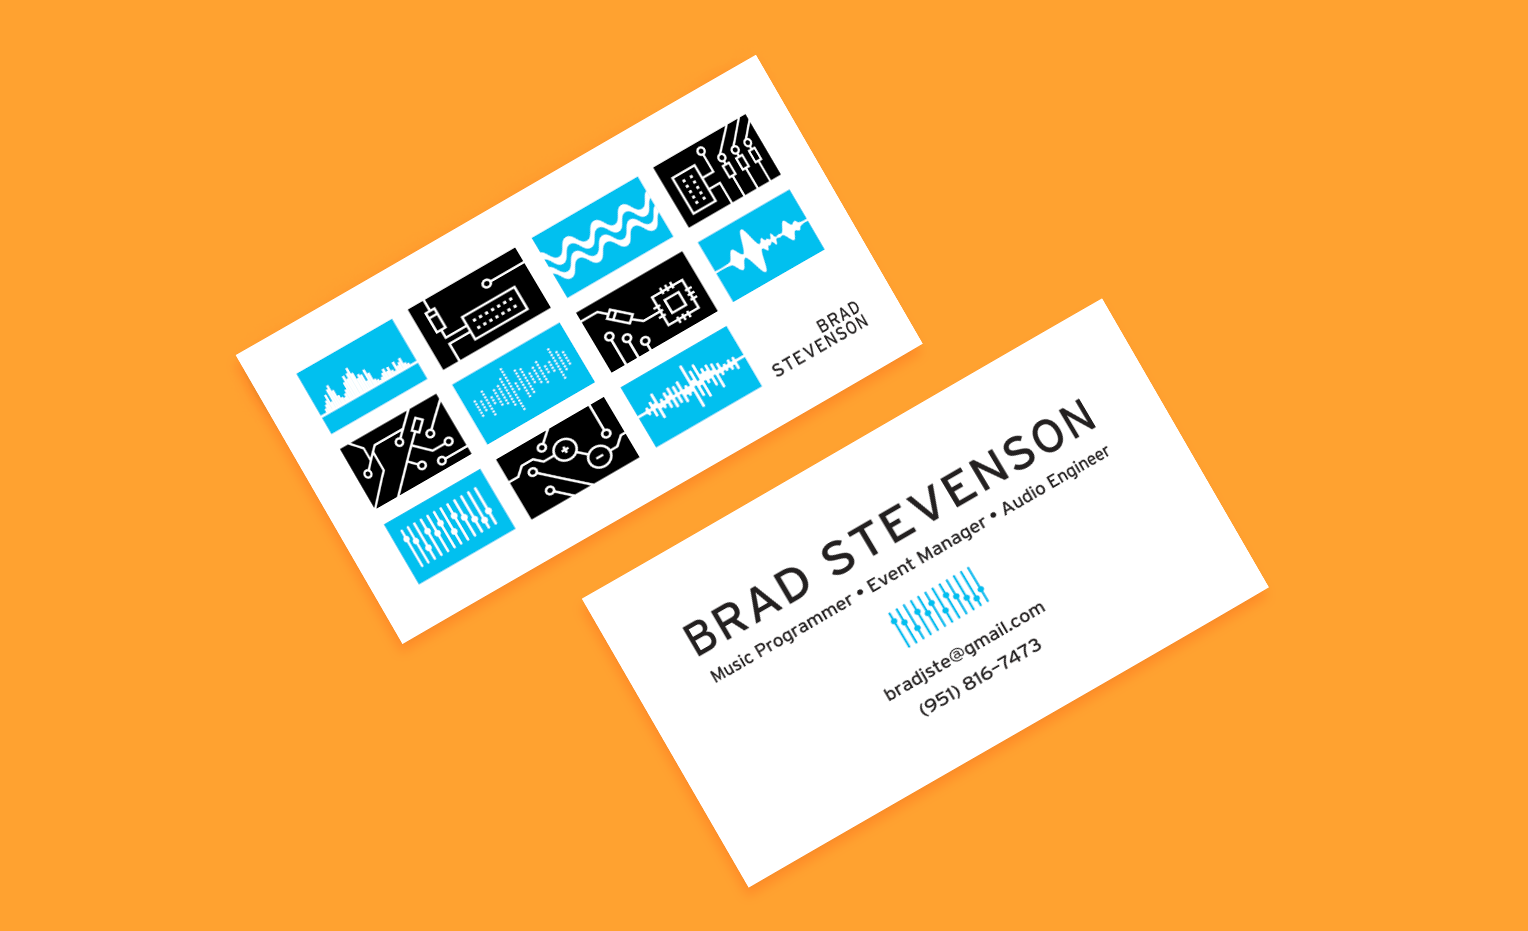 BRAD
STEVENSON
BRAD STEVENSON
Music Programmer • Event Manager • Audio Engineer
bradjste@gmail.com
(951) 816-7473